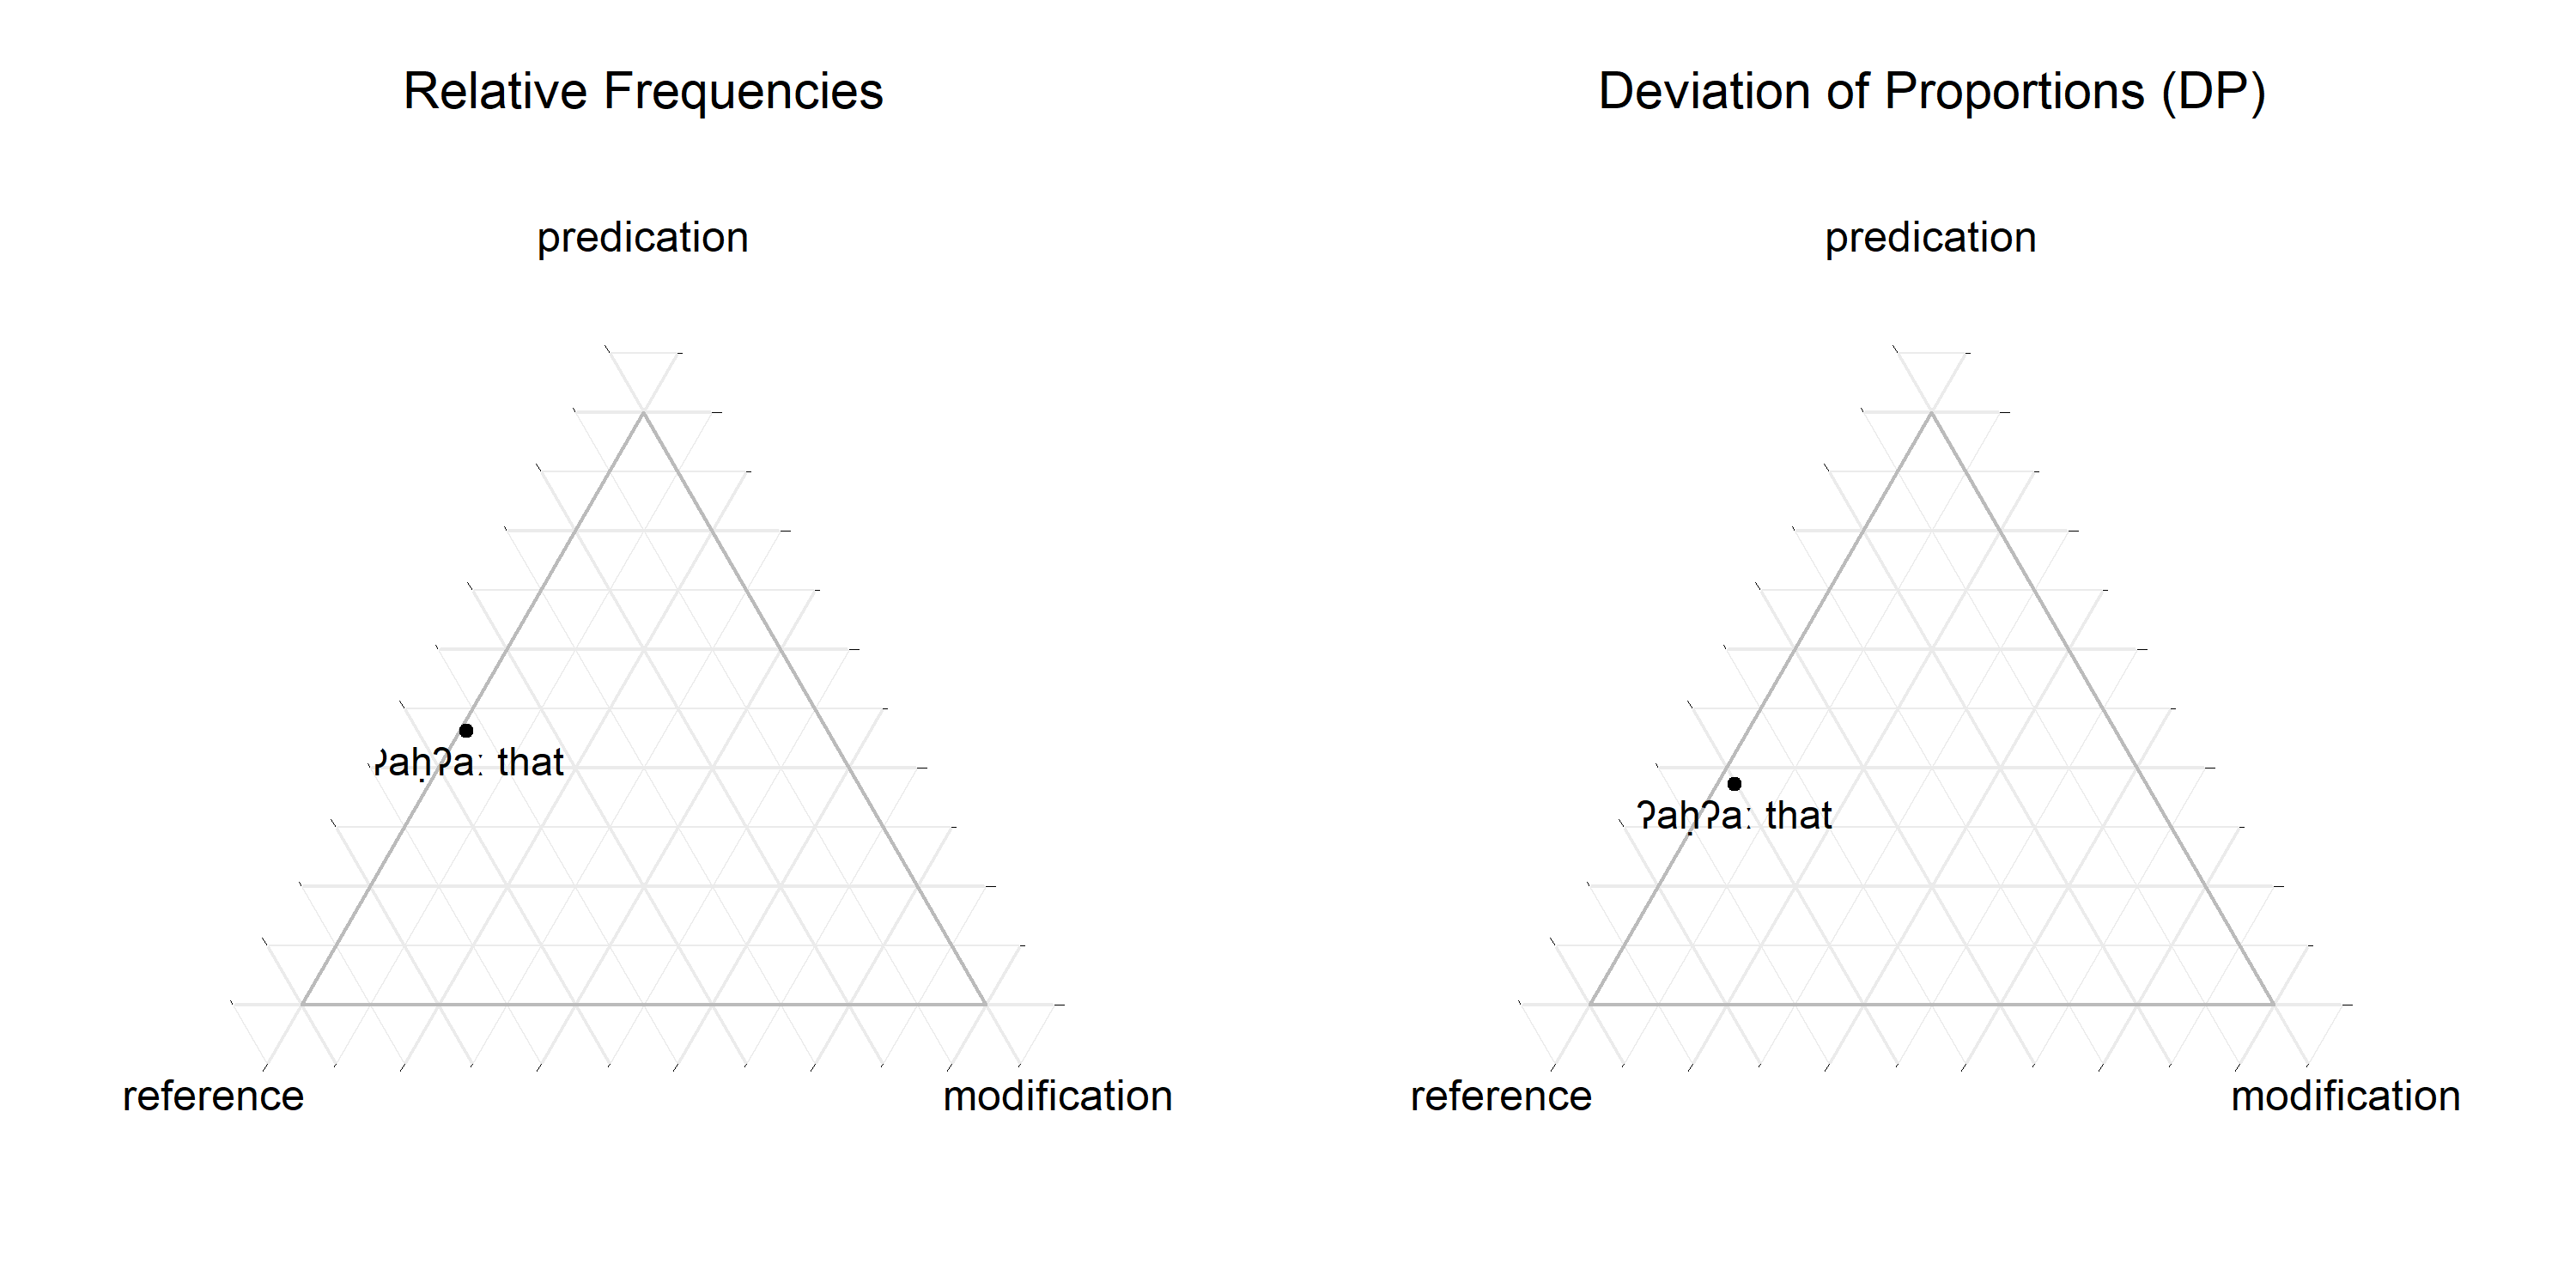 Relative Frequencies
predication
ʔaḥʔaː that
reference
modification
Deviation of Proportions (DP)
predication
ʔaḥʔaː that
reference
modification